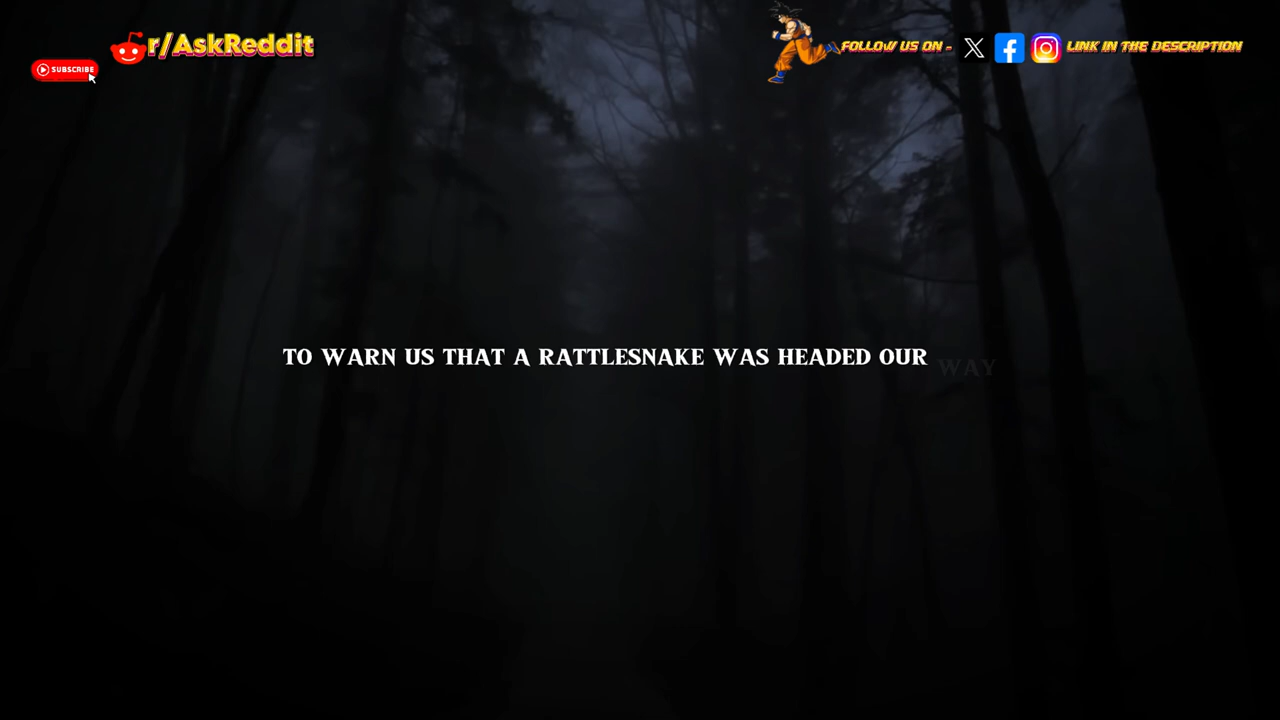 r/AskReddit
SUBSCRIBE
FOLLOW US ON -
LINK IN THE DESCRIPTION
TO WARN US THAT A RATTLESNAKE WAS HEADED OUR WAY